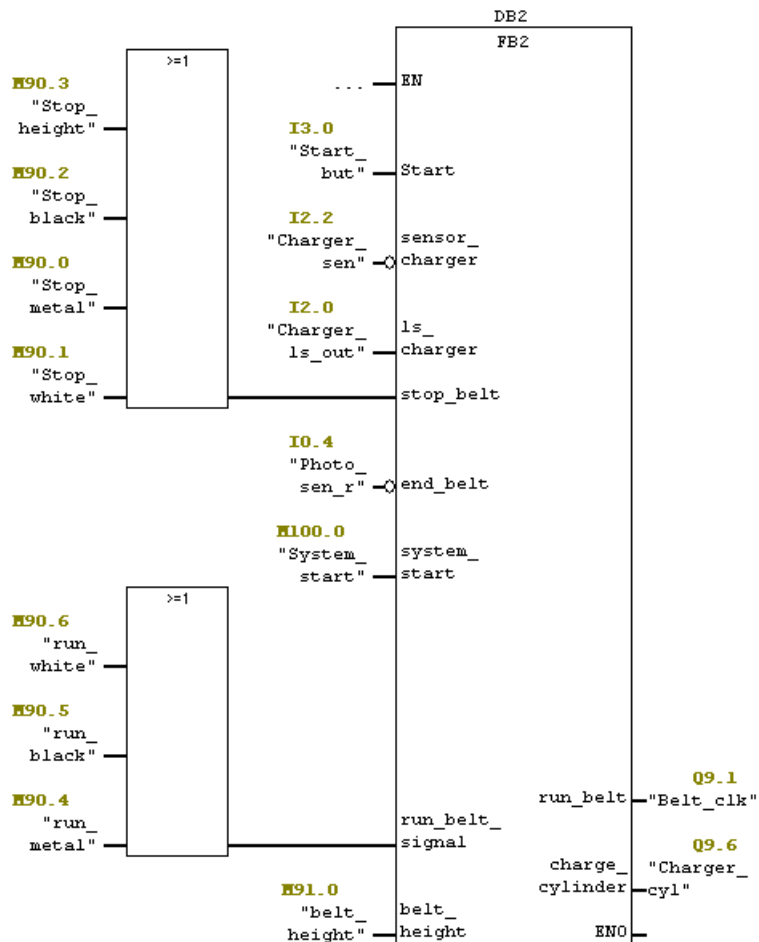 DB2
FB2
>=1
M90.3
"Stop_
height"
M90.2
"Stop_
black"
M90.0
"Stop_
metal"
M90.1
"Stop_
white"
... EN
I3.0
"Start_
but" Start
I2.2
"Charger_ sensor_
sen" charger
I2.0
"Charger_ ls_
ls_out" charger
stop_belt
I0.4
"Photo_
sen_r" end_belt
M100.0
"System_ system_
start" start
>=1
M90.6
"run_
white"
M90.5
"run_
black"
M90.4
"run_
metal"
run_belt_
signal
M91.0
"belt_ belt_
height" height
Q9.1
run_belt "Belt_clk"
Q9.6
charge_ "Charger_
cylinder cyl"
ENO